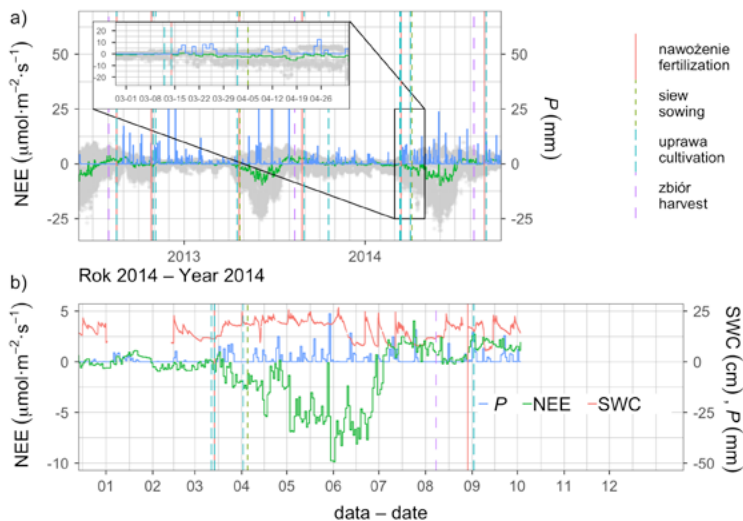 a)
50
25
0
-25
NEE (µmol·m⁻²·s⁻¹)
20
10
0
-10
-20
03-01 03-08 03-15 03-22 03-29 04-05 04-12 04-19 04-26
50
25
0
-25
P (mm)
2013 2014
nawożenie
fertilization
siew
sowing
uprawa
cultivation
zbiór
harvest
b)
Rok 2014 – Year 2014
5
0
-5
-10
NEE (µmol·m⁻²·s⁻¹)
25
0
-25
-50
SWC (cm) , P (mm)
P NEE SWC
01 02 03 04 05 06 07 08 09 10 11 12
data – date